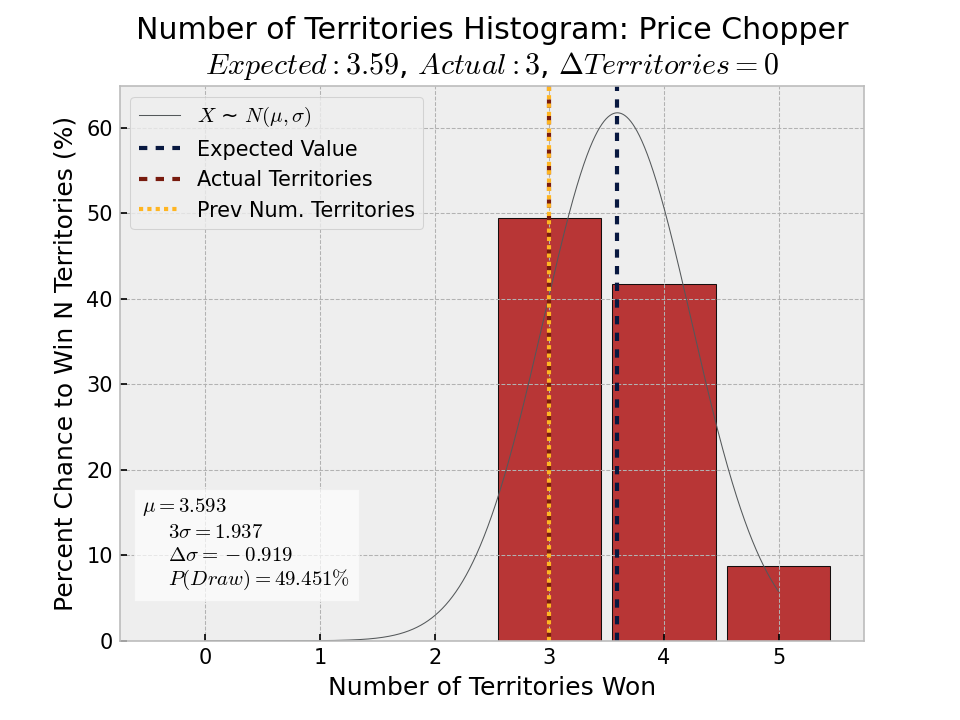 Number of Territories Histogram: Price Chopper
Expected: 3.59, Actual: 3, ΔTerritories = 0
X ~ N(μ, σ)
Expected Value
Actual Territories
Prev Num. Territories
Percent Chance to Win N Territories (%)
60
50
40
30
20
10
0
μ = 3.593
3σ = 1.937
Δσ = −0.919
P(Draw) = 49.451%
0 1 2 3 4 5
Number of Territories Won